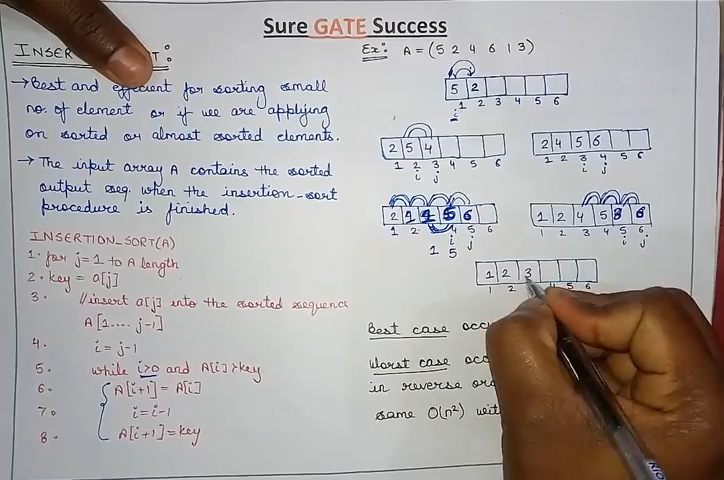 Sure GATE Success
→Best and efficient for sorting small
no. of element or if we are applying
on sorted or almost sorted elements.
→ The input array A contains the sorted
output seq. when the insertion-sort
procedure is finished.
INSERTION_SORT(A)
1. for j=1 to A length
2. key = a[j]
3. //insert a[j] into the sorted sequence
A[1.... j-1]
4. i=j-1
5. while i>0 and A[i]>key
6. A[i+1]=A[i]
7. i=i-1
8. A[i+1]=key
Ex: A = (5 2 4 6 1 3)
5 2
1 2 3 4 5 6
i
2 5 4
1 2 3 4 5 6
i j
2 4 5 6
1 2 3 4 5 6
i j
2 6
1 2 4 5 6
i j
1 5
1 2 4 5 6
1 2 3 4 5 6
i j
1 2 3
1 2 4 5 6
Best case
Worst case
in reverse
same O(n²)